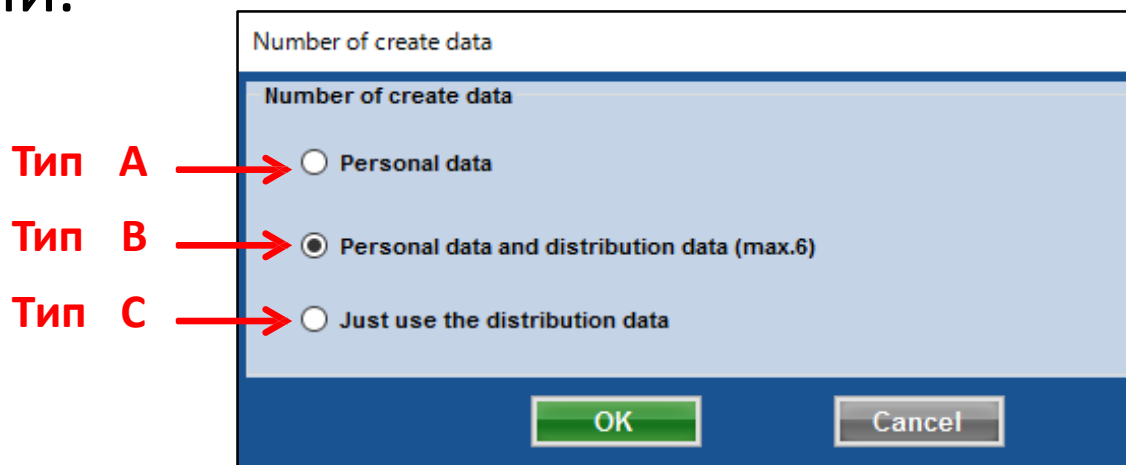 Number of create data
Number of create data
Тип A
Personal data
Тип B
Personal data and distribution data (max.6)
Тип C
Just use the distribution data
OK
Cancel